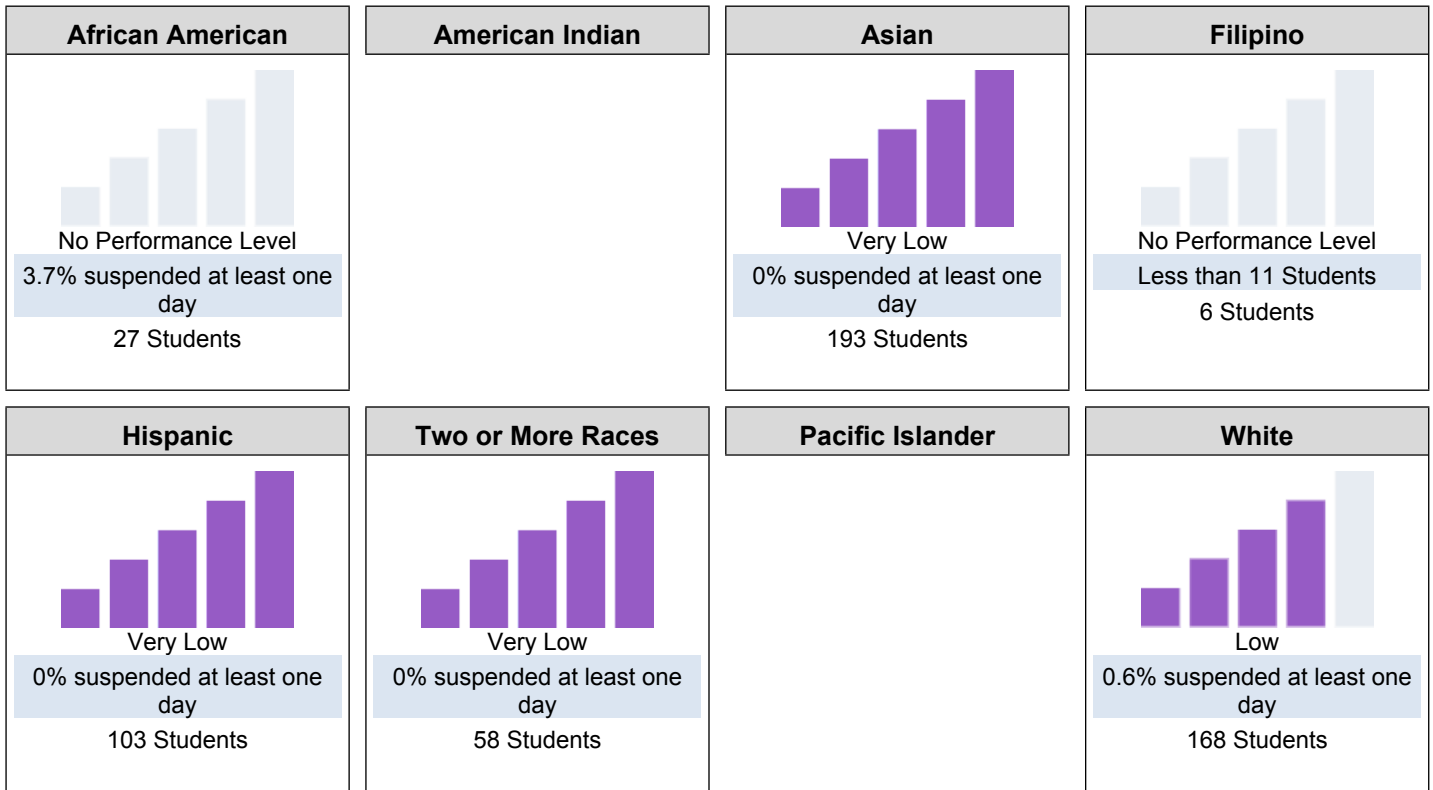 African American
No Performance Level
3.7% suspended at least one
day
27 Students
American Indian
Asian
Very Low
0% suspended at least one
day
193 Students
Filipino
No Performance Level
Less than 11 Students
6 Students
Hispanic
Very Low
0% suspended at least one
day
103 Students
Two or More Races
Very Low
0% suspended at least one
day
58 Students
Pacific Islander
White
Low
0.6% suspended at least one
day
168 Students